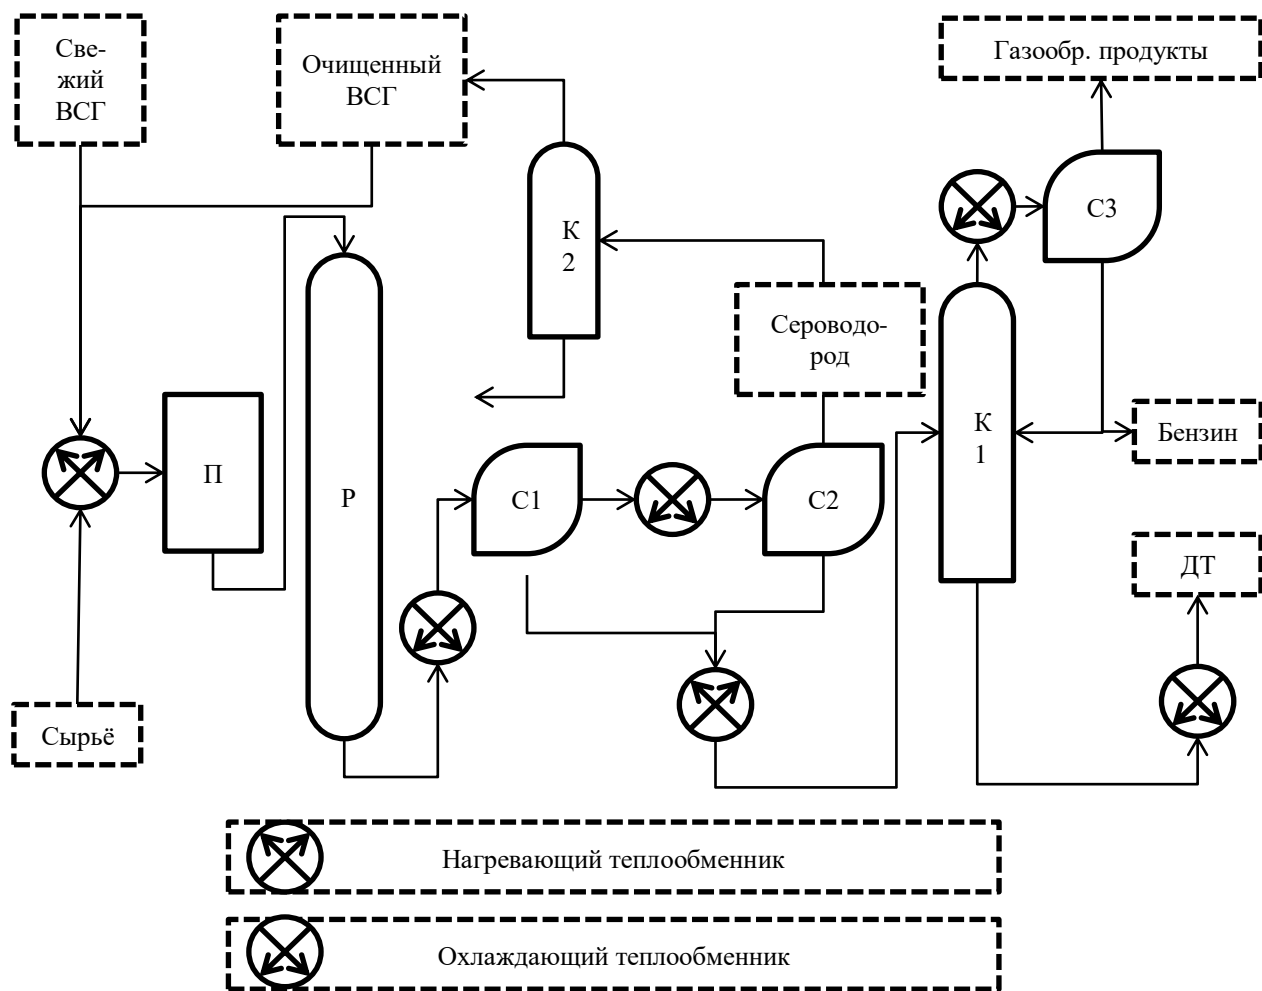 Све-
жий
ВСГ
Очищенный
ВСГ
Газообр. продукты
С3
К
2
Сероводо-
род
К
1
Бензин
П
Р
С1
С2
ДТ
Сырьё
Нагревающий теплообменник
Охлаждающий теплообменник